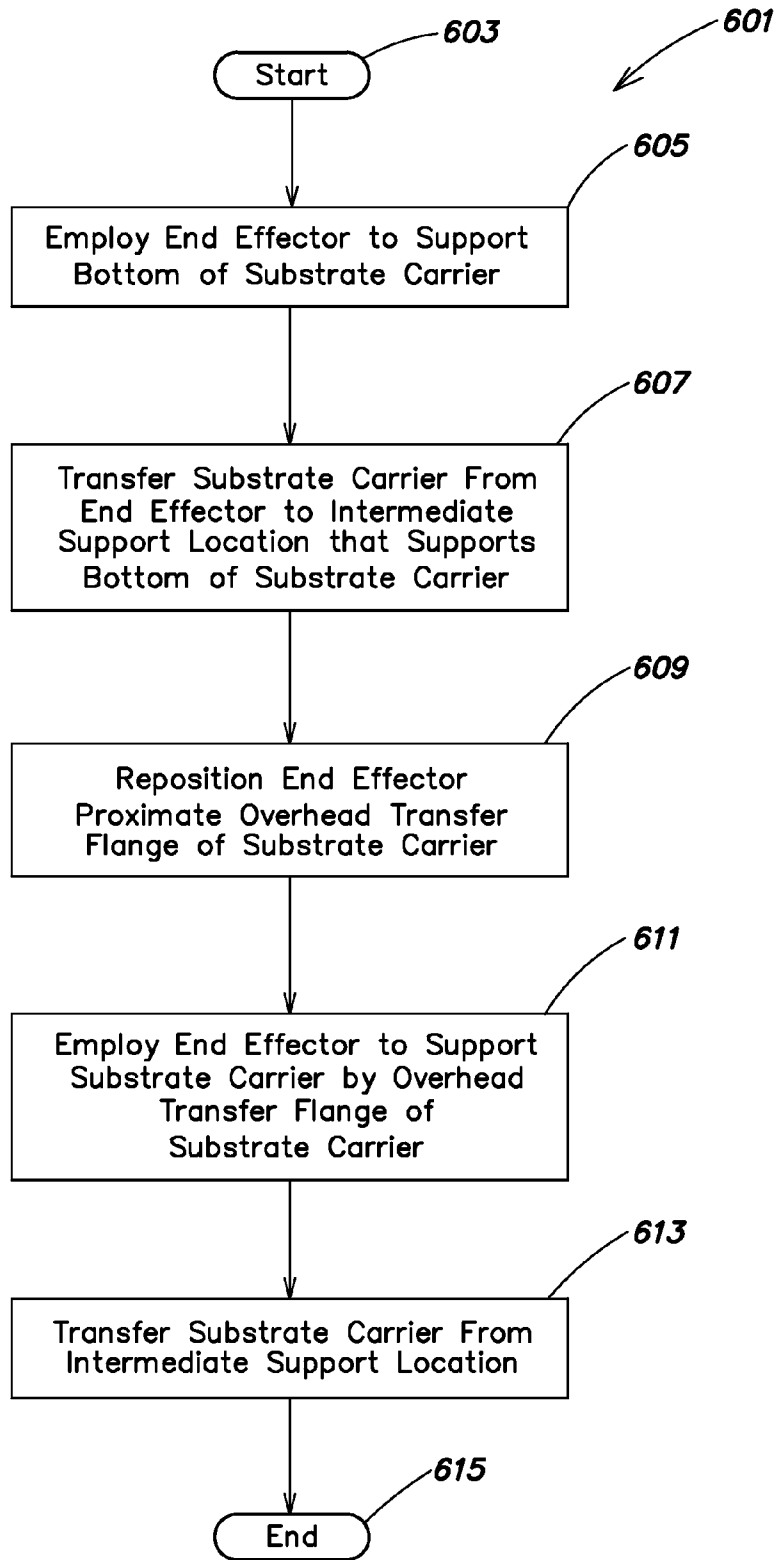 603
601
Start
605
Employ End Effector to Support
Bottom of Substrate Carrier
607
Transfer Substrate Carrier From
End Effector to Intermediate
Support Location that Supports
Bottom of Substrate Carrier
609
Reposition End Effector
Proximate Overhead Transfer
Flange of Substrate Carrier
611
Employ End Effector to Support
Substrate Carrier by Overhead
Transfer Flange of
Substrate Carrier
613
Transfer Substrate Carrier From
Intermediate Support Location
615
End